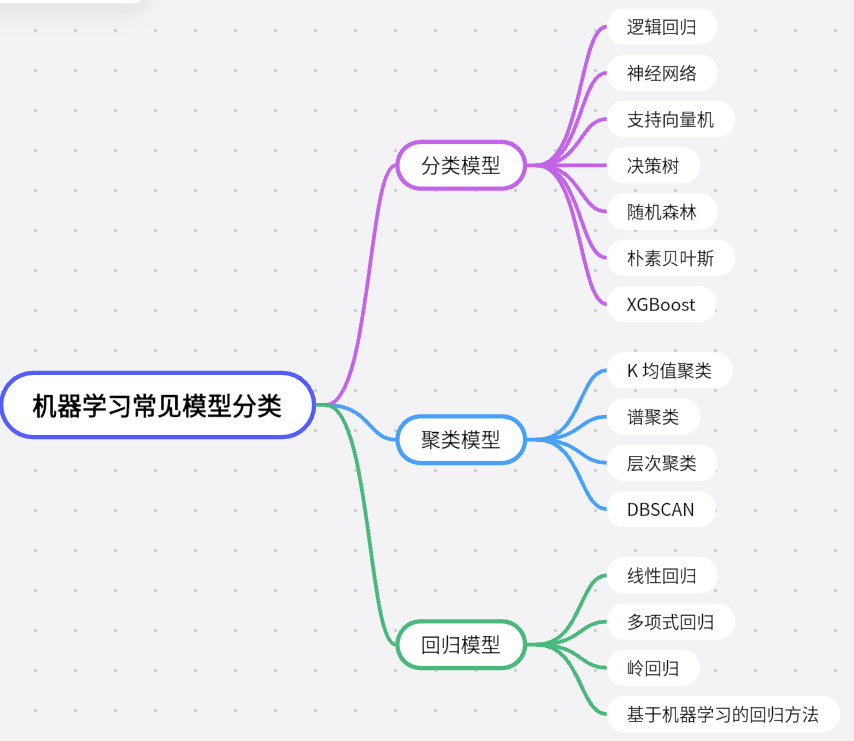 机器学习常见模型分类
分类模型
逻辑回归
神经网络
支持向量机
决策树
随机森林
朴素贝叶斯
XGBoost
聚类模型
K 均值聚类
谱聚类
层次聚类
DBSCAN
回归模型
线性回归
多项式回归
岭回归
基于机器学习的回归方法